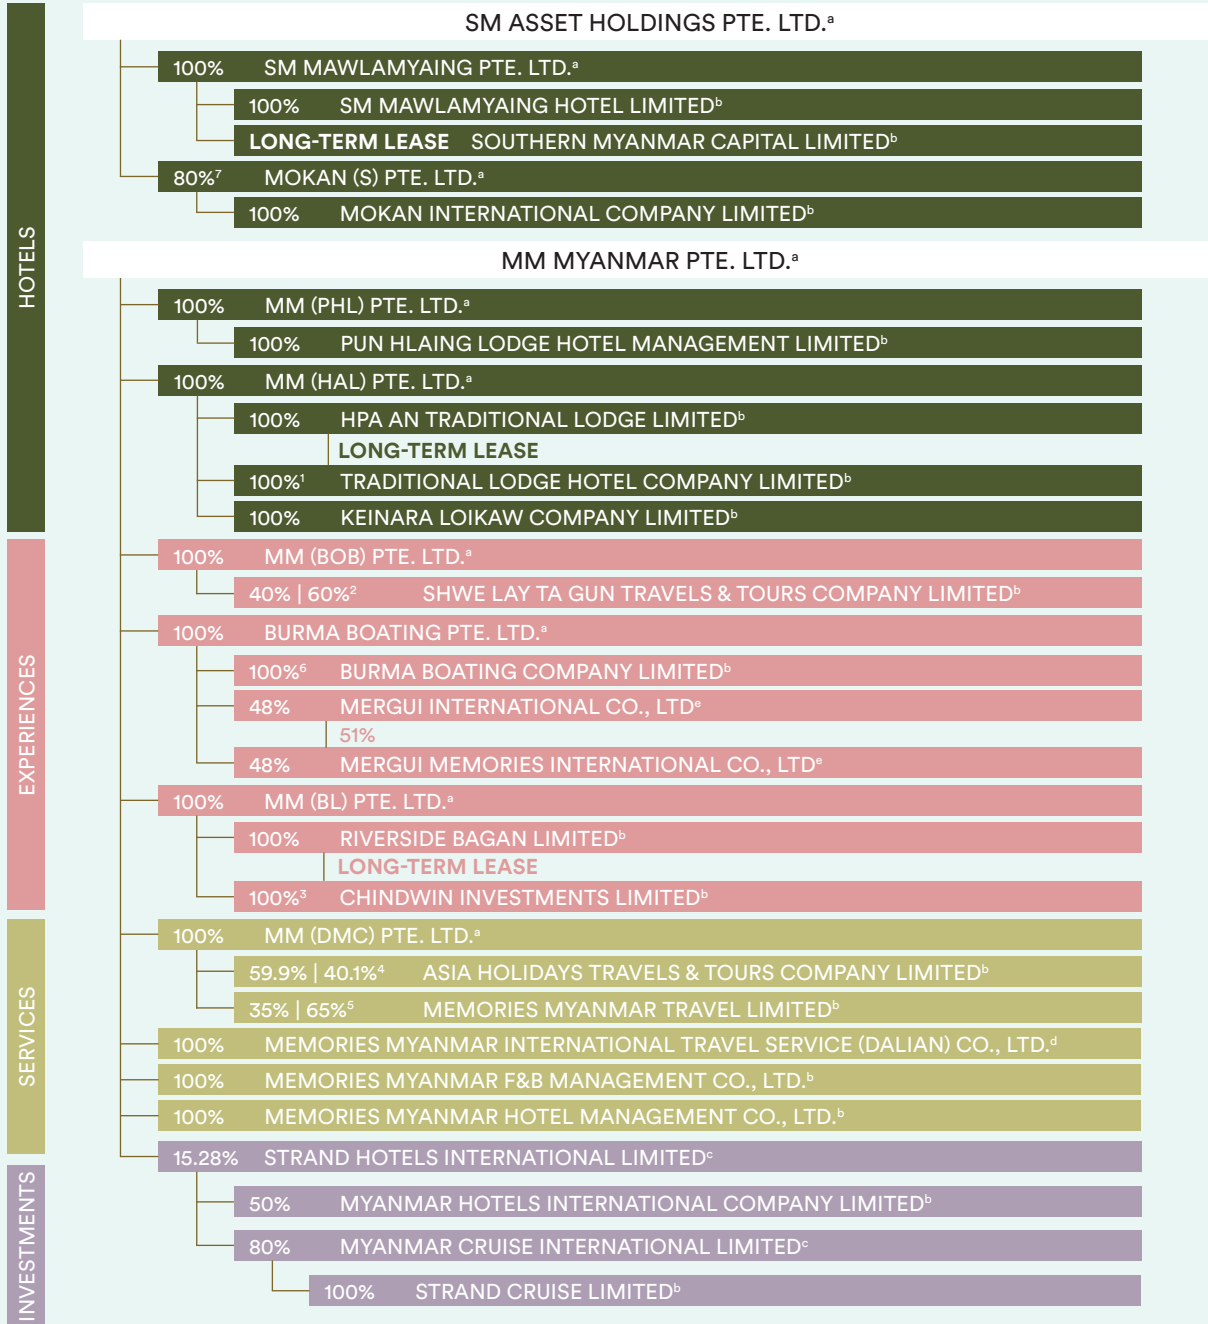 SM ASSET HOLDINGS PTE. LTD.ᵃ
100% SM MAWLAMYAING PTE. LTD.ᵃ
100% SM MAWLAMYAING HOTEL LIMITEDᵇ
LONG-TERM LEASE SOUTHERN MYANMAR CAPITAL LIMITEDᵇ
80%⁷ MOKAN (S) PTE. LTD.ᵃ
100% MOKAN INTERNATIONAL COMPANY LIMITEDᵇ
HOTELS
MM MYANMAR PTE. LTD.ᵃ
100% MM (PHL) PTE. LTD.ᵃ
100% PUN HLAING LODGE HOTEL MANAGEMENT LIMITEDᵇ
100% MM (HAL) PTE. LTD.ᵃ
100% HPA AN TRADITIONAL LODGE LIMITEDᵇ
LONG-TERM LEASE
100%¹ TRADITIONAL LODGE HOTEL COMPANY LIMITEDᵇ
100% KEINARA LOIKAW COMPANY LIMITEDᵇ
EXPERIENCES
100% MM (BOB) PTE. LTD.ᵃ
40% | 60%² SHWE LAY TA GUN TRAVELS & TOURS COMPANY LIMITEDᵇ
100% BURMA BOATING PTE. LTD.ᵃ
100%⁶ BURMA BOATING COMPANY LIMITEDᵇ
48% MERGUI INTERNATIONAL CO., LTDᵉ
51%
48% MERGUI MEMORIES INTERNATIONAL CO., LTDᵉ
100% MM (BL) PTE. LTD.ᵃ
100% RIVERSIDE BAGAN LIMITEDᵇ
LONG-TERM LEASE
100%³ CHINDWIN INVESTMENTS LIMITEDᵇ
SERVICES
100% MM (DMC) PTE. LTD.ᵃ
59.9% | 40.1%⁴ ASIA HOLIDAYS TRAVELS & TOURS COMPANY LIMITEDᵇ
35% | 65%⁵ MEMORIES MYANMAR TRAVEL LIMITEDᵇ
100% MEMORIES MYANMAR INTERNATIONAL TRAVEL SERVICE (DALIAN) CO., LTD.ᵈ
100% MEMORIES MYANMAR F&B MANAGEMENT CO., LTD.ᵇ
100% MEMORIES MYANMAR HOTEL MANAGEMENT CO., LTD.ᵇ
INVESTMENTS
15.28% STRAND HOTELS INTERNATIONAL LIMITEDᶜ
50% MYANMAR HOTELS INTERNATIONAL COMPANY LIMITEDᵇ
80% MYANMAR CRUISE INTERNATIONAL LIMITEDᶜ
100% STRAND CRUISE LIMITEDᵇ